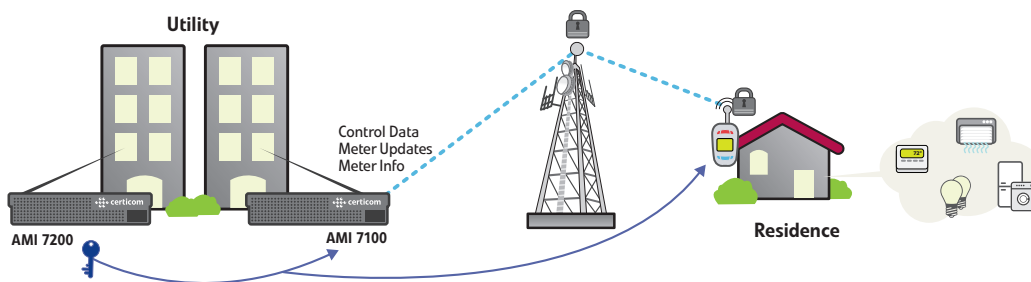 Utility
Control Data
Meter Updates
Meter Info
certicom
certicom
AMI 7200
AMI 7100
Residence
72°